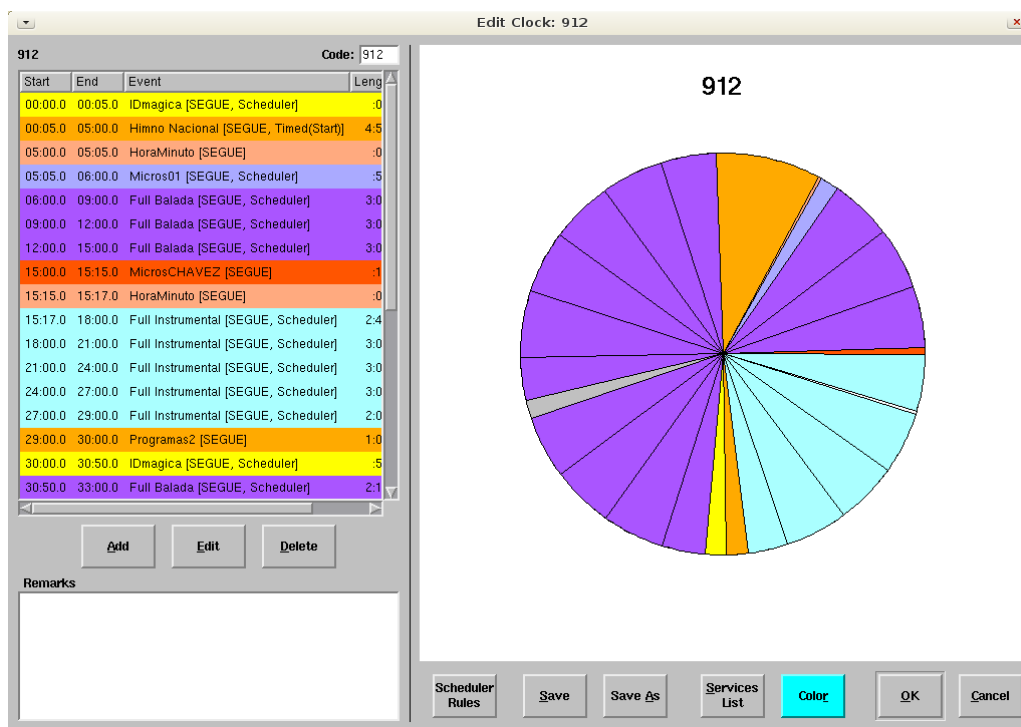 Edit Clock: 912
912 Code: 912
Start End Event Leng
00:00.0 00:05.0 IDmagica [SEGUE, Scheduler] :0
00:05.0 05:00.0 Himno Nacional [SEGUE, Timed(Start)] 4:5
05:00.0 05:05.0 HoraMinuto [SEGUE] :0
05:05.0 06:00.0 Micros01 [SEGUE, Scheduler] :5
06:00.0 09:00.0 Full Balada [SEGUE, Scheduler] 3:0
09:00.0 12:00.0 Full Balada [SEGUE, Scheduler] 3:0
12:00.0 15:00.0 Full Balada [SEGUE, Scheduler] 3:0
15:00.0 15:15.0 MicrosCHAVEZ [SEGUE] :1
15:15.0 15:17.0 HoraMinuto [SEGUE] :0
15:17.0 18:00.0 Full Instrumental [SEGUE, Scheduler] 2:4
18:00.0 21:00.0 Full Instrumental [SEGUE, Scheduler] 3:0
21:00.0 24:00.0 Full Instrumental [SEGUE, Scheduler] 3:0
24:00.0 27:00.0 Full Instrumental [SEGUE, Scheduler] 3:0
27:00.0 29:00.0 Full Instrumental [SEGUE, Scheduler] 2:0
29:00.0 30:00.0 Programas2 [SEGUE] 1:0
30:00.0 30:50.0 IDmagica [SEGUE, Scheduler] :5
30:50.0 33:00.0 Full Balada [SEGUE, Scheduler] 2:1
Add Edit Delete
Remarks
912
Scheduler Rules Save Save As Services List Color OK Cancel